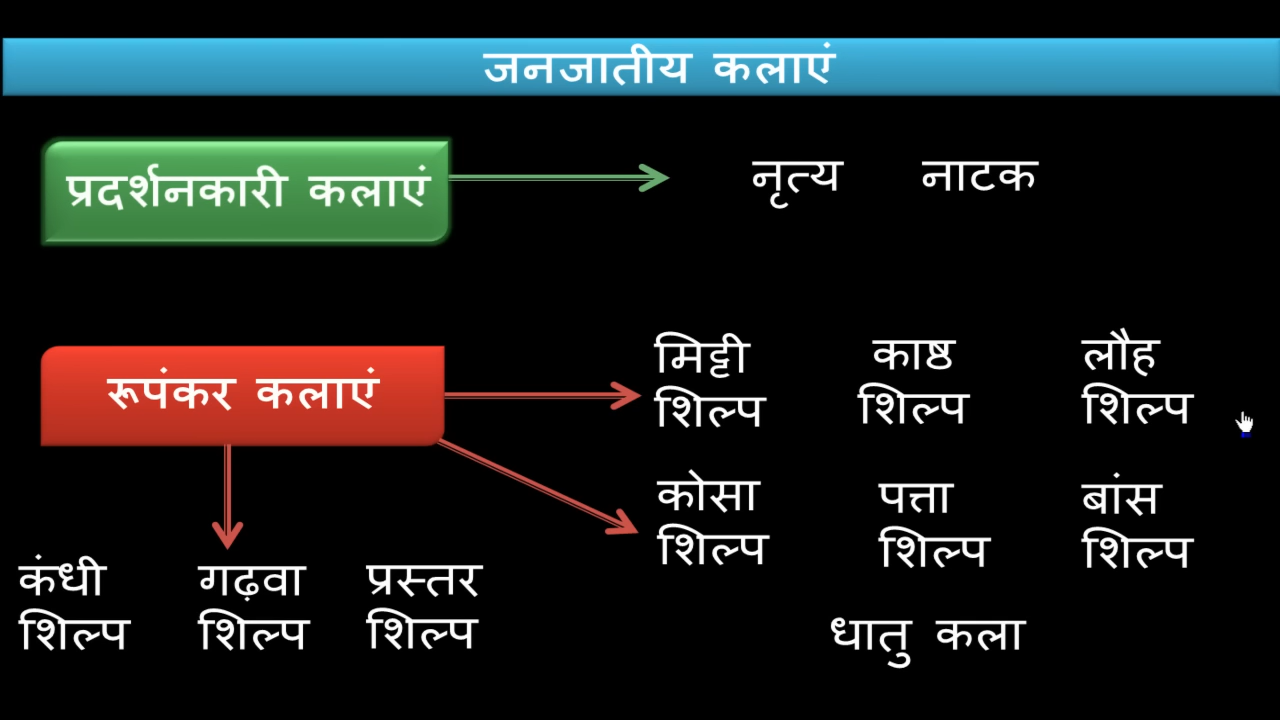 जनजातीय कलाएं
प्रदर्शनकारी कलाएं
नृत्य नाटक
रूपंकर कलाएं
मिट्टी शिल्प
काष्ठ शिल्प
लौह शिल्प
कोसा शिल्प
पत्ता शिल्प
बांस शिल्प
कंधी शिल्प
गढ़वा शिल्प
प्रस्तर शिल्प
धातु कला